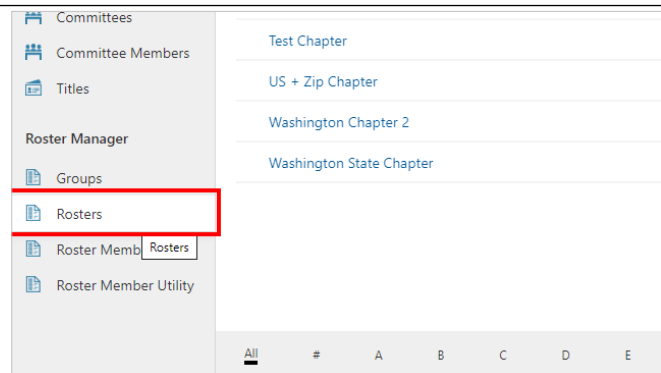 Committees
Committee Members
Titles
Roster Manager
Groups
Rosters
Roster Memb
Rosters
Roster Member Utility
Test Chapter
US + Zip Chapter
Washington Chapter 2
Washington State Chapter
All # A B C D E